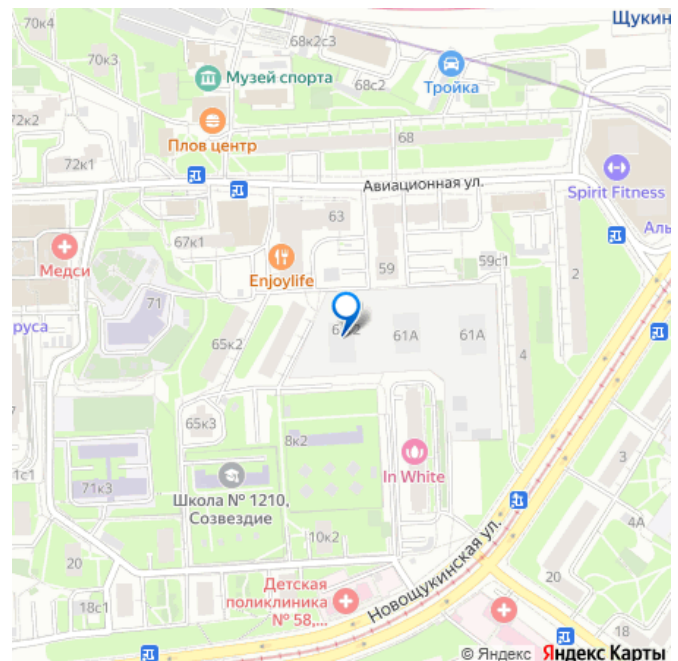 70к4
Щукин
68к2с3
70к3
Музей спорта
68с2
Тройка
72к2
Плов центр
68
72к1
Авиационная ул.
Spirit Fitness
63
Аль
67к1
Медси
Enjoylife
59
59с1
2
71
руса
61А
61А
65к2
4
65к3
8к2
In White
3
1с1
71к3
Школа № 1210,
Созвездие
4А
10к2
Новощукинская ул.
20
20
Детская
поликлиника
№ 58,...
18с1
© Яндекс Яндекс Карты